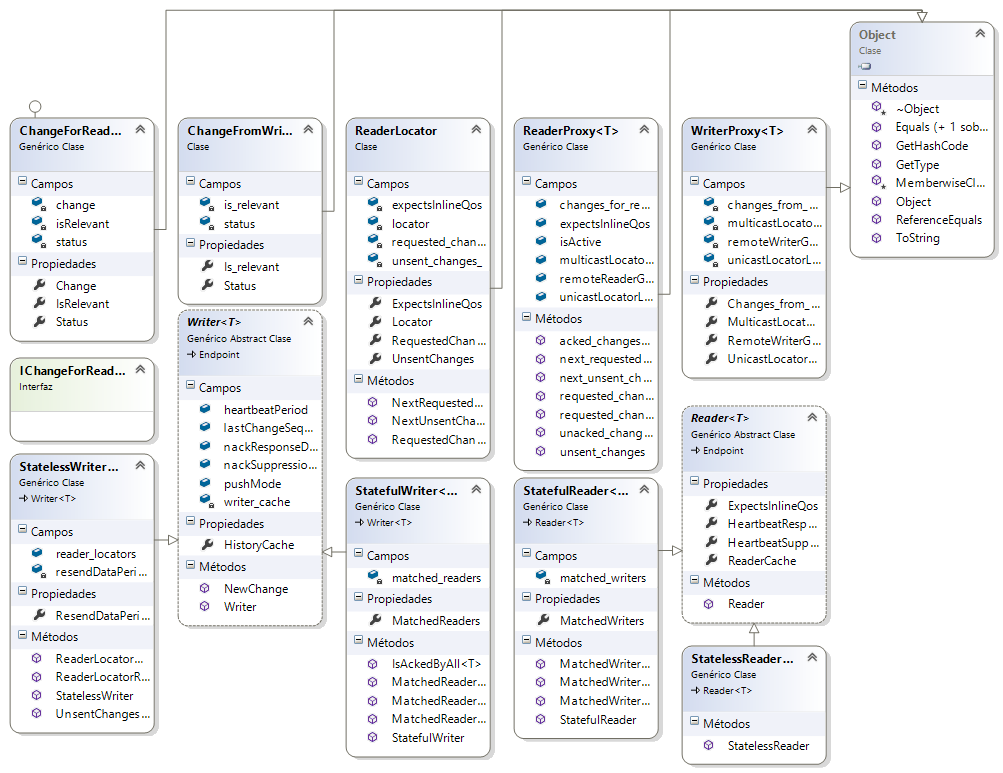 ChangeForRead...
Genérico Clase
Campos
change
isRelevant
status
Propiedades
Change
IsRelevant
Status
IChangeForRead...
Interfaz
StatelessWriter...
Genérico Clase
Writer<T>
Campos
reader_locators
resendDataPeri...
Propiedades
ResendDataPeri...
Métodos
ReaderLocator...
ReaderLocatorR...
StatelessWriter
UnsentChanges...
ChangeFromWri...
Clase
Campos
is_relevant
status
Propiedades
Is_relevant
Status
Writer<T>
Genérico Abstract Clase
Endpoint
Campos
heartbeatPeriod
lastChangeSeq...
nackResponseD...
nackSuppressio...
pushMode
writer_cache
Propiedades
HistoryCache
Métodos
NewChange
Writer
ReaderLocator
Clase
Campos
expectsInlineQos
locator
requested_chan...
unsent_changes_
Propiedades
ExpectsInlineQos
Locator
RequestedChan...
UnsentChanges
Métodos
NextRequested...
NextUnsentCha...
RequestedChan...
StatefulWriter<...
Genérico Clase
Writer<T>
Campos
matched_readers
Propiedades
MatchedReaders
Métodos
IsAckedByAll<T>
MatchedReader...
MatchedReader...
MatchedReader...
StatefulWriter
ReaderProxy<T>
Genérico Clase
Campos
changes_for_re...
expectsInlineQos
isActive
multicastLocato...
remoteReaderG...
unicastLocatorL...
Métodos
acked_changes...
next_requested...
next_unsent_ch...
requested_chan...
requested_chan...
unacked_chang...
unsent_changes
StatefulReader<...
Genérico Clase
Reader<T>
Campos
matched_writers
Propiedades
MatchedWriters
Métodos
MatchedWriter...
MatchedWriter...
MatchedWriter...
StatefulReader
WriterProxy<T>
Genérico Clase
Campos
changes_from_...
multicastLocato...
remoteWriterG...
unicastLocatorL...
Propiedades
Changes_from_...
MulticastLocat...
RemoteWriterG...
UnicastLocator...
Reader<T>
Genérico Abstract Clase
Endpoint
Propiedades
ExpectsInlineQos
HeartbeatResp...
HeartbeatSupp...
ReaderCache
Métodos
Reader
StatelessReader...
Genérico Clase
Reader<T>
Métodos
StatelessReader
Object
Clase
Métodos
~Object
Equals (+ 1 sob...
GetHashCode
GetType
MemberwiseCl...
Object
ReferenceEquals
ToString